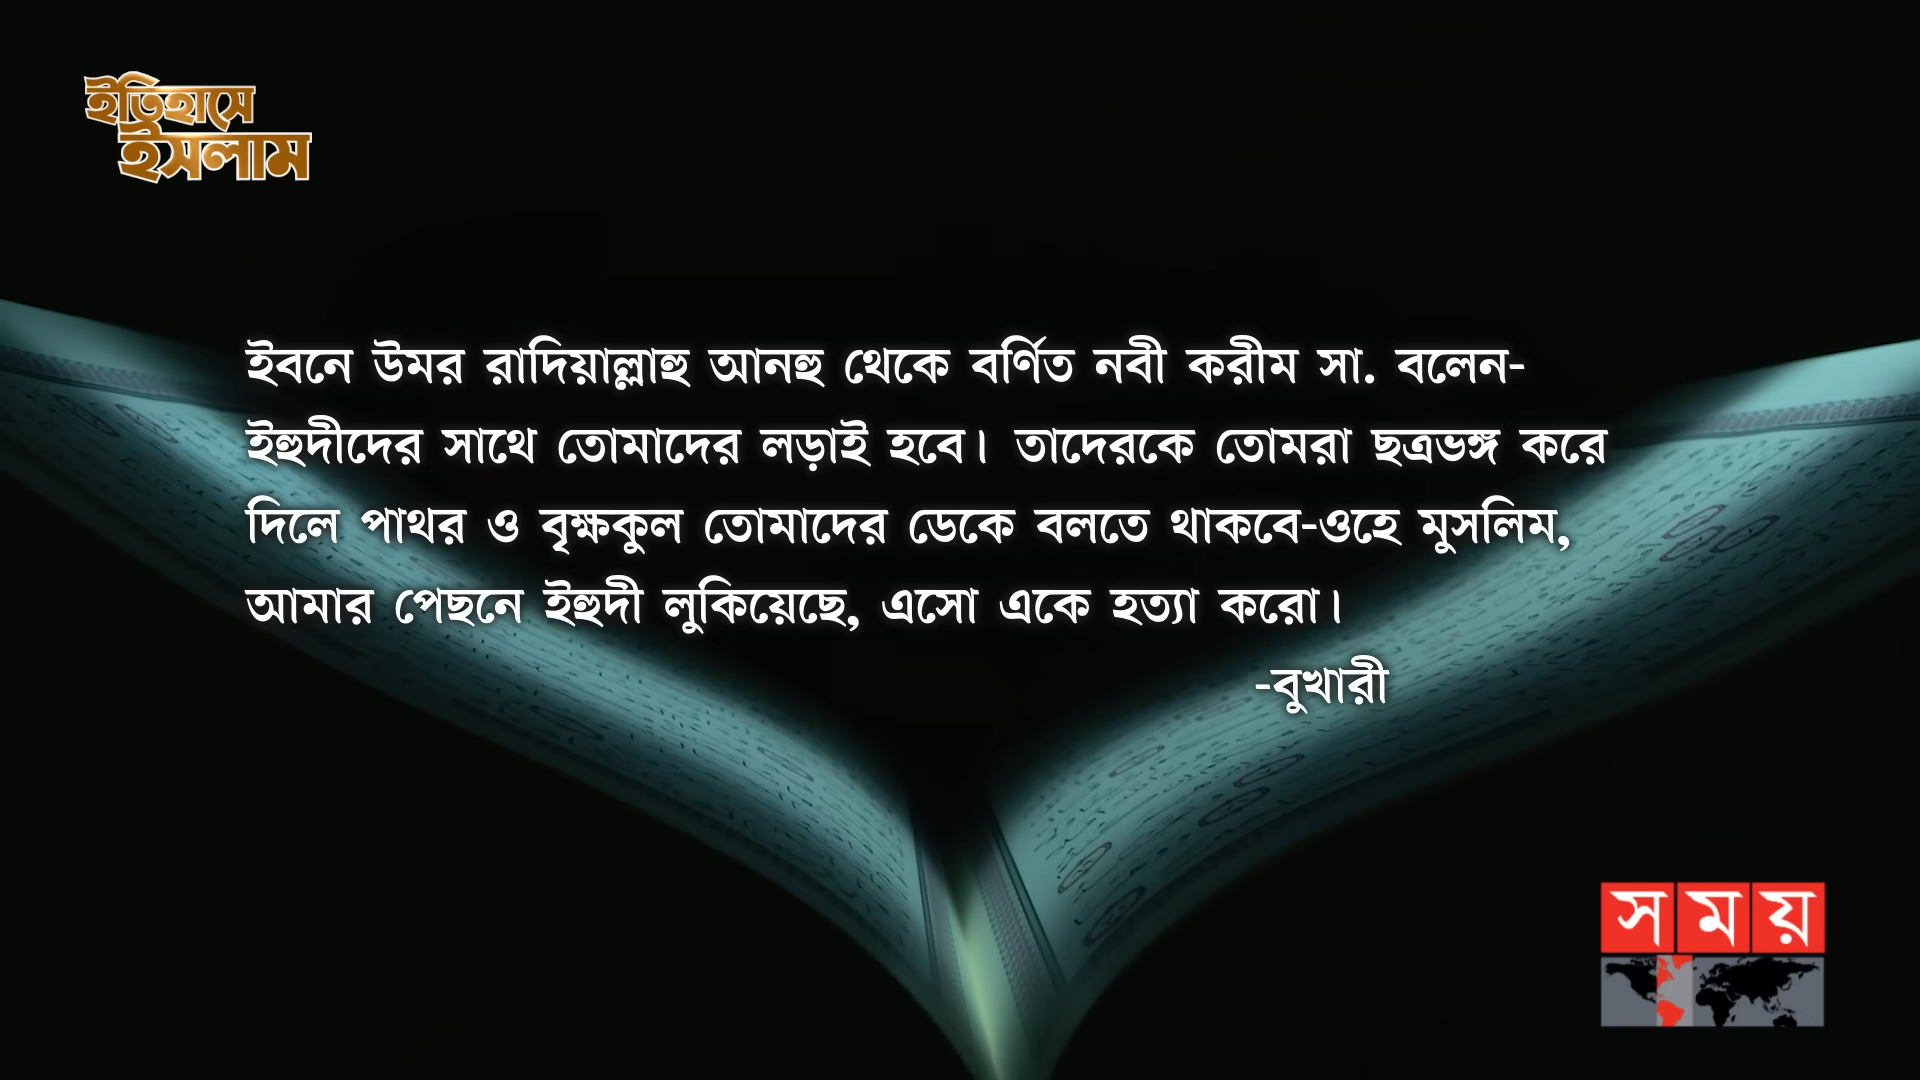 ইতিহাসে
ইসলাম
ইবনে উমর রাদিয়াল্লাহু আনহু থেকে বর্ণিত নবী করীম সা. বলেন-
ইহুদীদের সাথে তোমাদের লড়াই হবে। তাদেরকে তোমরা ছত্রভঙ্গ করে
দিলে পাথর ও বৃক্ষকুল তোমাদের ডেকে বলতে থাকবে-ওহে মুসলিম,
আমার পেছনে ইহুদী লুকিয়েছে, এসো একে হত্যা করো।
-বুখারী
সময়